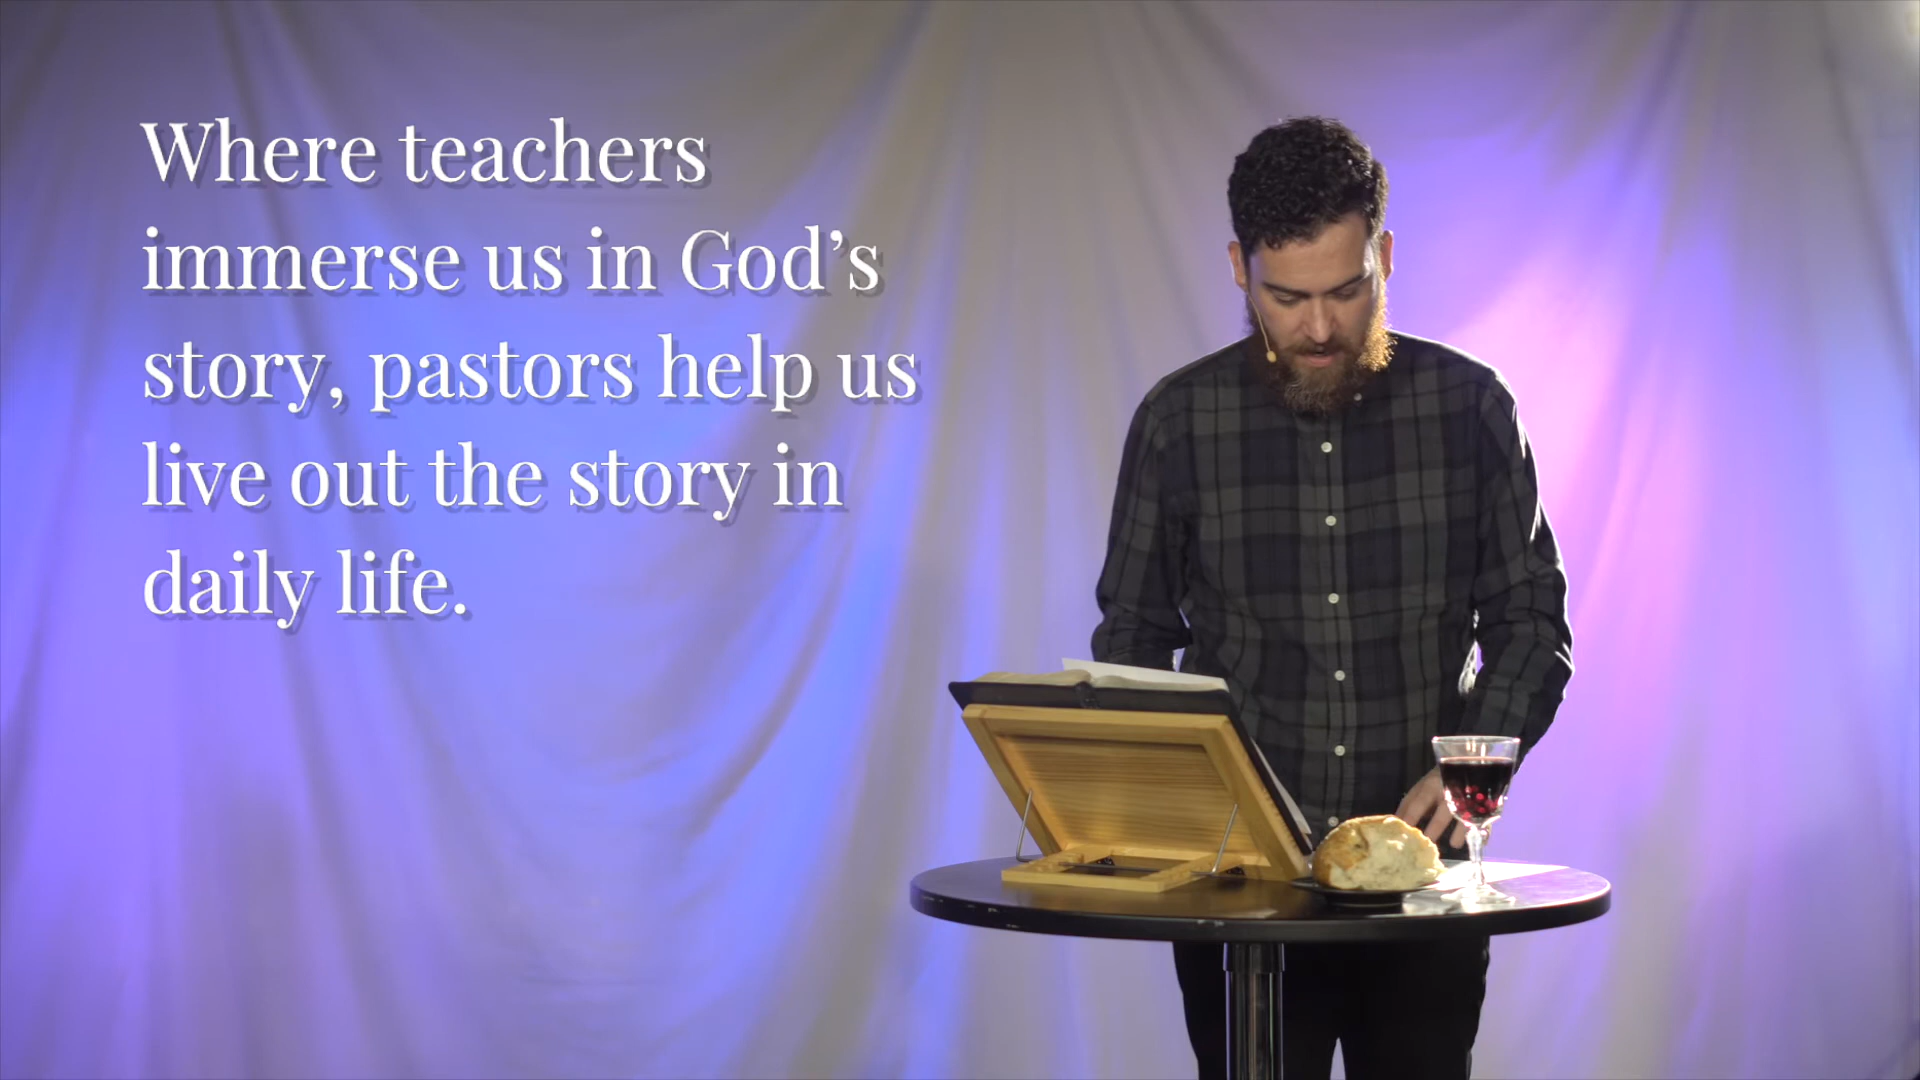 Where teachers
immerse us in God’s
story, pastors help us
live out the story in
daily life.